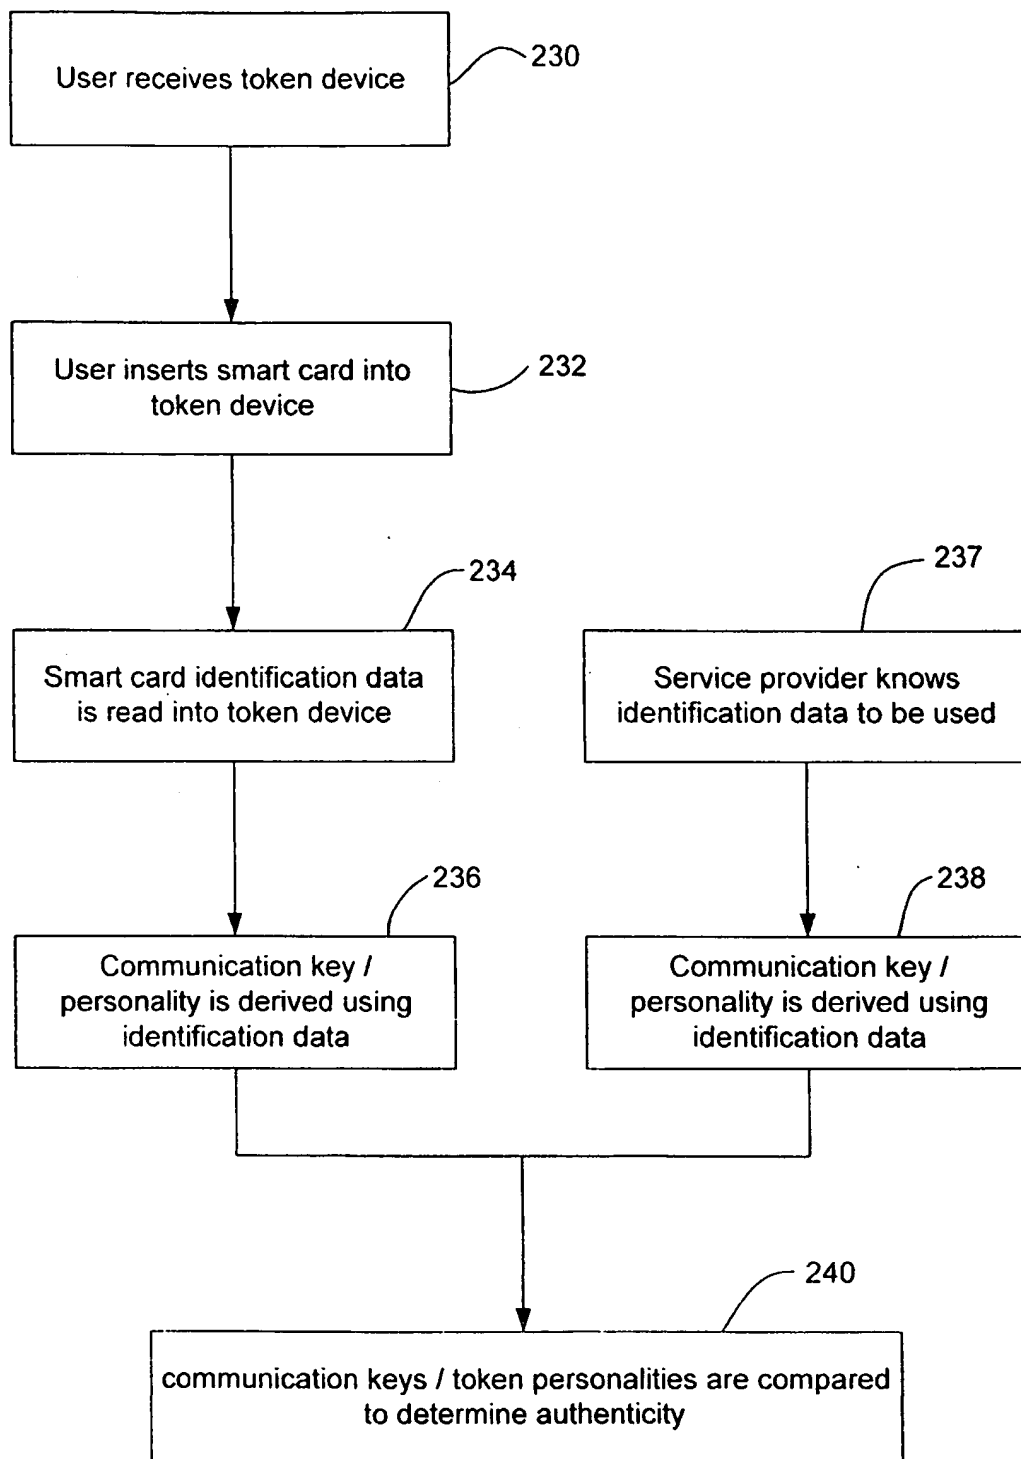 User receives token device
230
User inserts smart card into
token device
232
234
Smart card identification data
is read into token device
237
Service provider knows
identification data to be used
236
Communication key /
personality is derived using
identification data
238
Communication key /
personality is derived using
identification data
240
communication keys / token personalities are compared
to determine authenticity